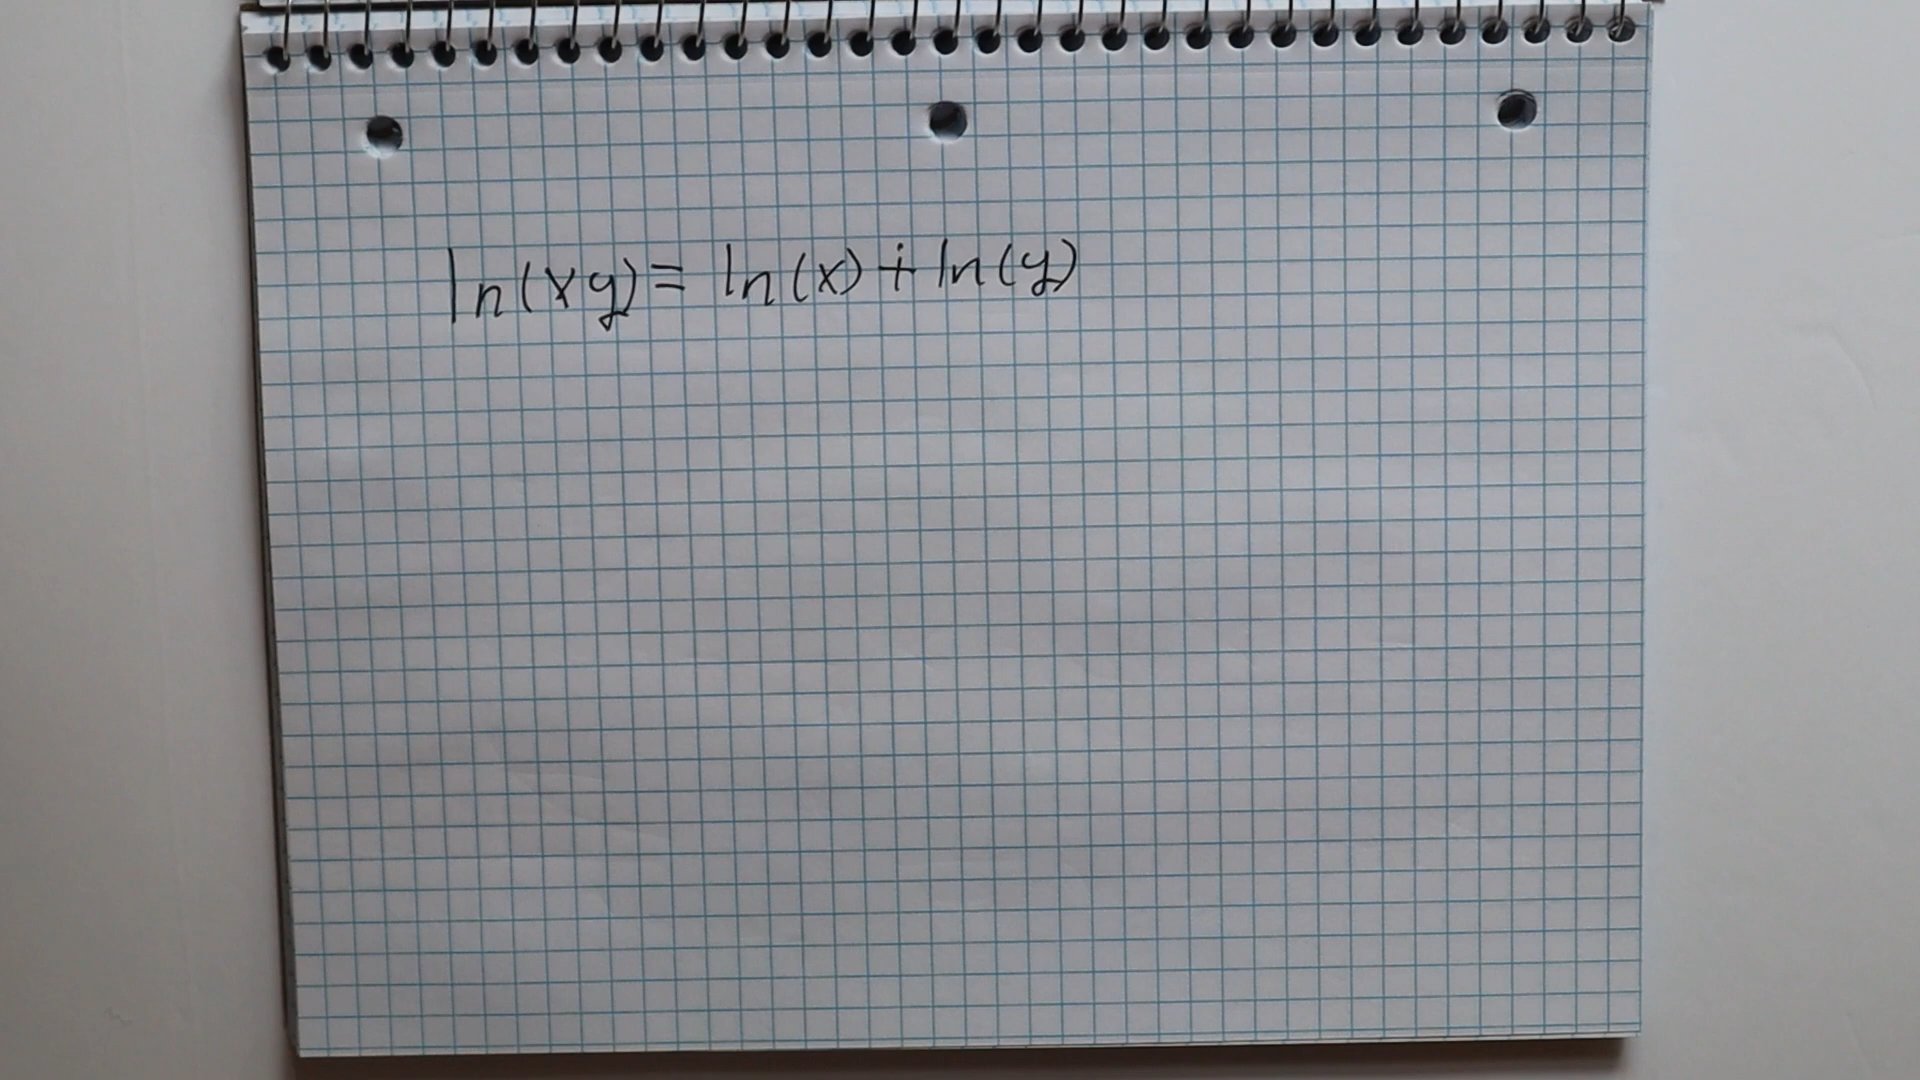 ln(xy) = ln(x) + ln(y)